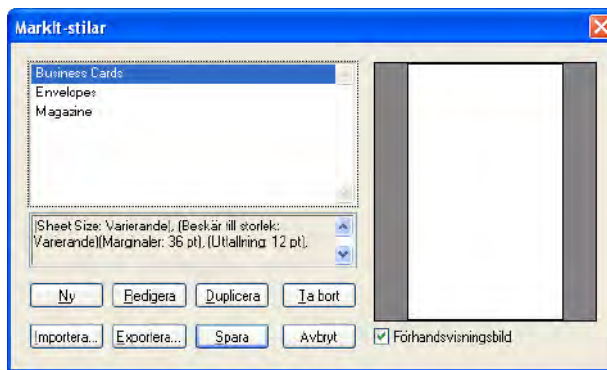 MarkIt-stilar
Business Cards
Envelopes
Magazine
(Sheet Size: Varierande), (Beskär till storlek:
Varierande)(Marginaler: 36 pt), (Utfallning: 12 pt),
Ny
Redigera
Duplicera
Ta bort
Importera...
Exportera...
Spara
Avbryt
Förhandsvisningsbild